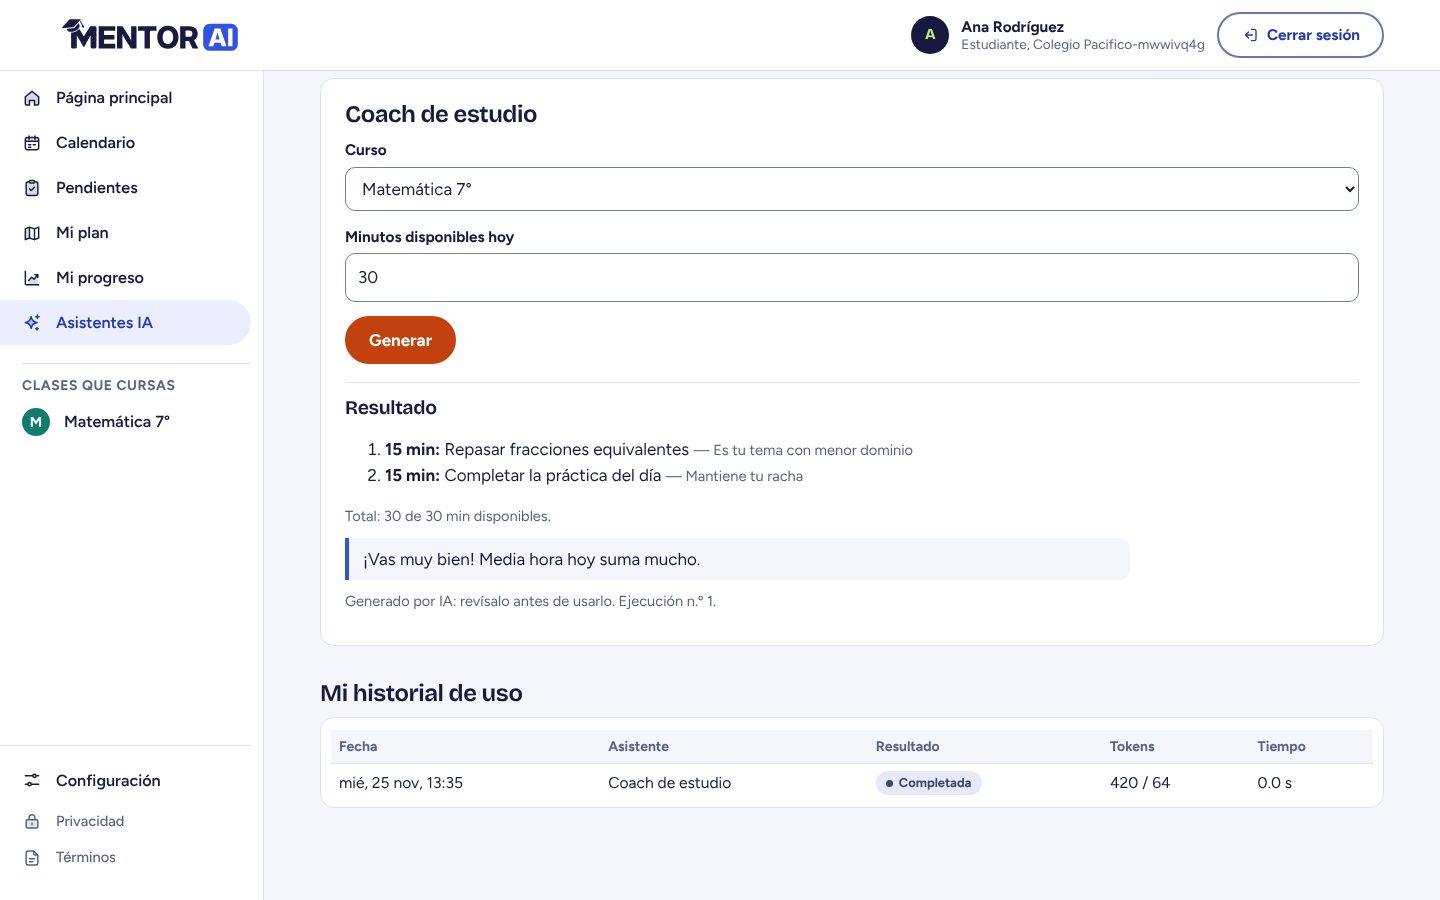 MENTOR AI
A
Ana Rodríguez
Estudiante, Colegio Pacifico-mwwivq4g
Cerrar sesión
Página principal
Calendario
Pendientes
Mi plan
Mi progreso
Asistentes IA
CLASES QUE CURSAS
M
Matemática 7°
Configuración
Privacidad
Términos
Coach de estudio
Curso
Matemática 7°
Minutos disponibles hoy
30
Generar
Resultado
1. 15 min: Repasar fracciones equivalentes — Es tu tema con menor dominio
2. 15 min: Completar la práctica del día — Mantiene tu racha
Total: 30 de 30 min disponibles.
¡Vas muy bien! Media hora hoy suma mucho.
Generado por IA: revísalo antes de usarlo. Ejecución n.º 1.
Mi historial de uso
Fecha Asistente Resultado Tokens Tiempo
mié, 25 nov, 13:35 Coach de estudio Completada 420 / 64 0.0 s